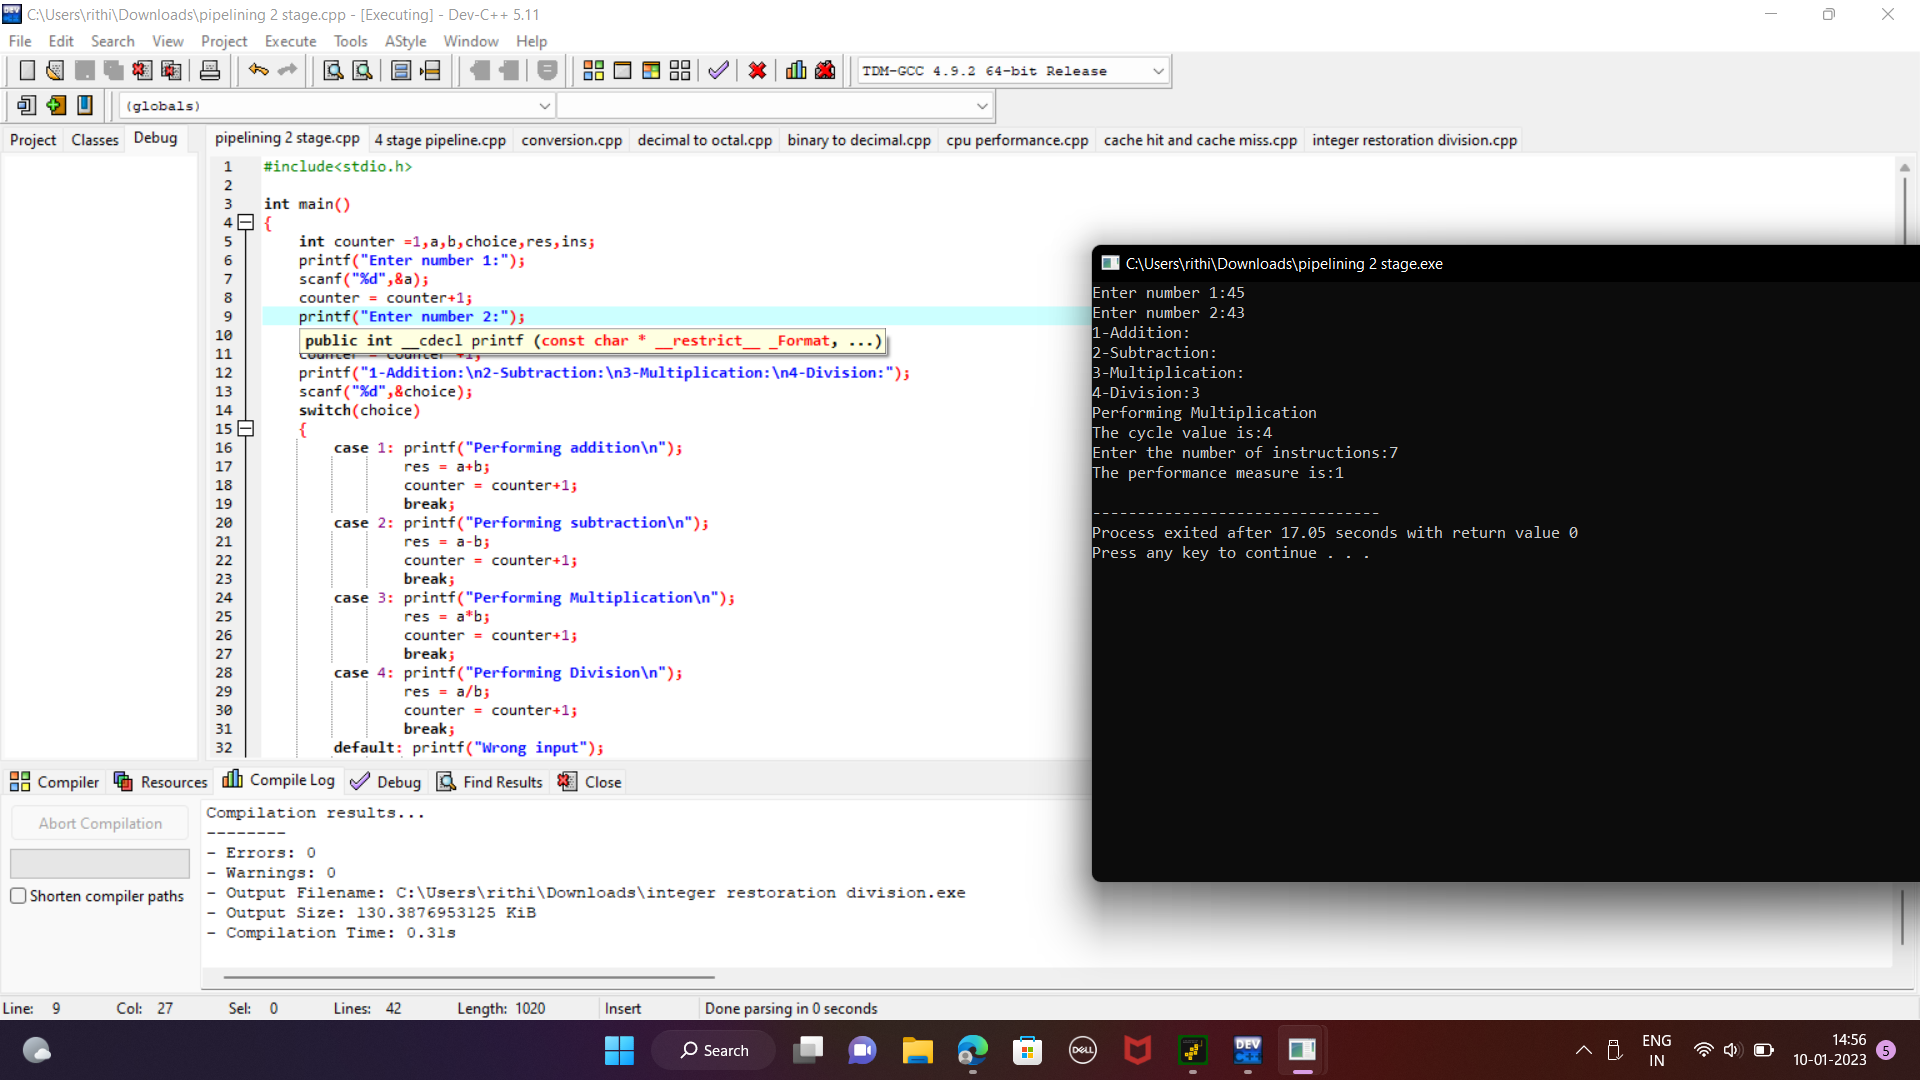 C:\Users\rithi\Downloads\pipelining 2 stage.cpp - [Executing] - Dev-C++ 5.11
File Edit Search View Project Execute Tools AStyle Window Help
TDM-GCC 4.9.2 64-bit Release
(globals)
Project Classes Debug
pipelining 2 stage.cpp 4 stage pipeline.cpp conversion.cpp decimal to octal.cpp binary to decimal.cpp cpu performance.cpp cache hit and cache miss.cpp integer restoration division.cpp
1 #include<stdio.h>
2
3 int main()
4 {
5 int counter =1,a,b,choice,res,ins;
6 printf("Enter number 1:");
7 scanf("%d",&a);
8 counter = counter+1;
9 printf("Enter number 2:");
10
public int __cdecl printf (const char * __restrict__ _Format, ...)
11 counter = counter +1;
12 printf("1-Addition:\n2-Subtraction:\n3-Multiplication:\n4-Division:");
13 scanf("%d",&choice);
14 switch(choice)
15 {
16 case 1: printf("Performing addition\n");
17 res = a+b;
18 counter = counter+1;
19 break;
20 case 2: printf("Performing subtraction\n");
21 res = a-b;
22 counter = counter+1;
23 break;
24 case 3: printf("Performing Multiplication\n");
25 res = a*b;
26 counter = counter+1;
27 break;
28 case 4: printf("Performing Division\n");
29 res = a/b;
30 counter = counter+1;
31 break;
32 default: printf("Wrong input");
C:\Users\rithi\Downloads\pipelining 2 stage.exe
Enter number 1:45
Enter number 2:43
1-Addition:
2-Subtraction:
3-Multiplication:
4-Division:3
Performing Multiplication
The cycle value is:4
Enter the number of instructions:7
The performance measure is:1
--------------------------------
Process exited after 17.05 seconds with return value 0
Press any key to continue . . .
Compiler Resources Compile Log Debug Find Results Close
Abort Compilation
Shorten compiler paths
Compilation results...
--------
- Errors: 0
- Warnings: 0
- Output Filename: C:\Users\rithi\Downloads\integer restoration division.exe
- Output Size: 130.3876953125 KiB
- Compilation Time: 0.31s
Line: 9 Col: 27 Sel: 0 Lines: 42 Length: 1020 Insert Done parsing in 0 seconds
Search
DELL
DEV
C++
ENG
IN
14:56
10-01-2023
5